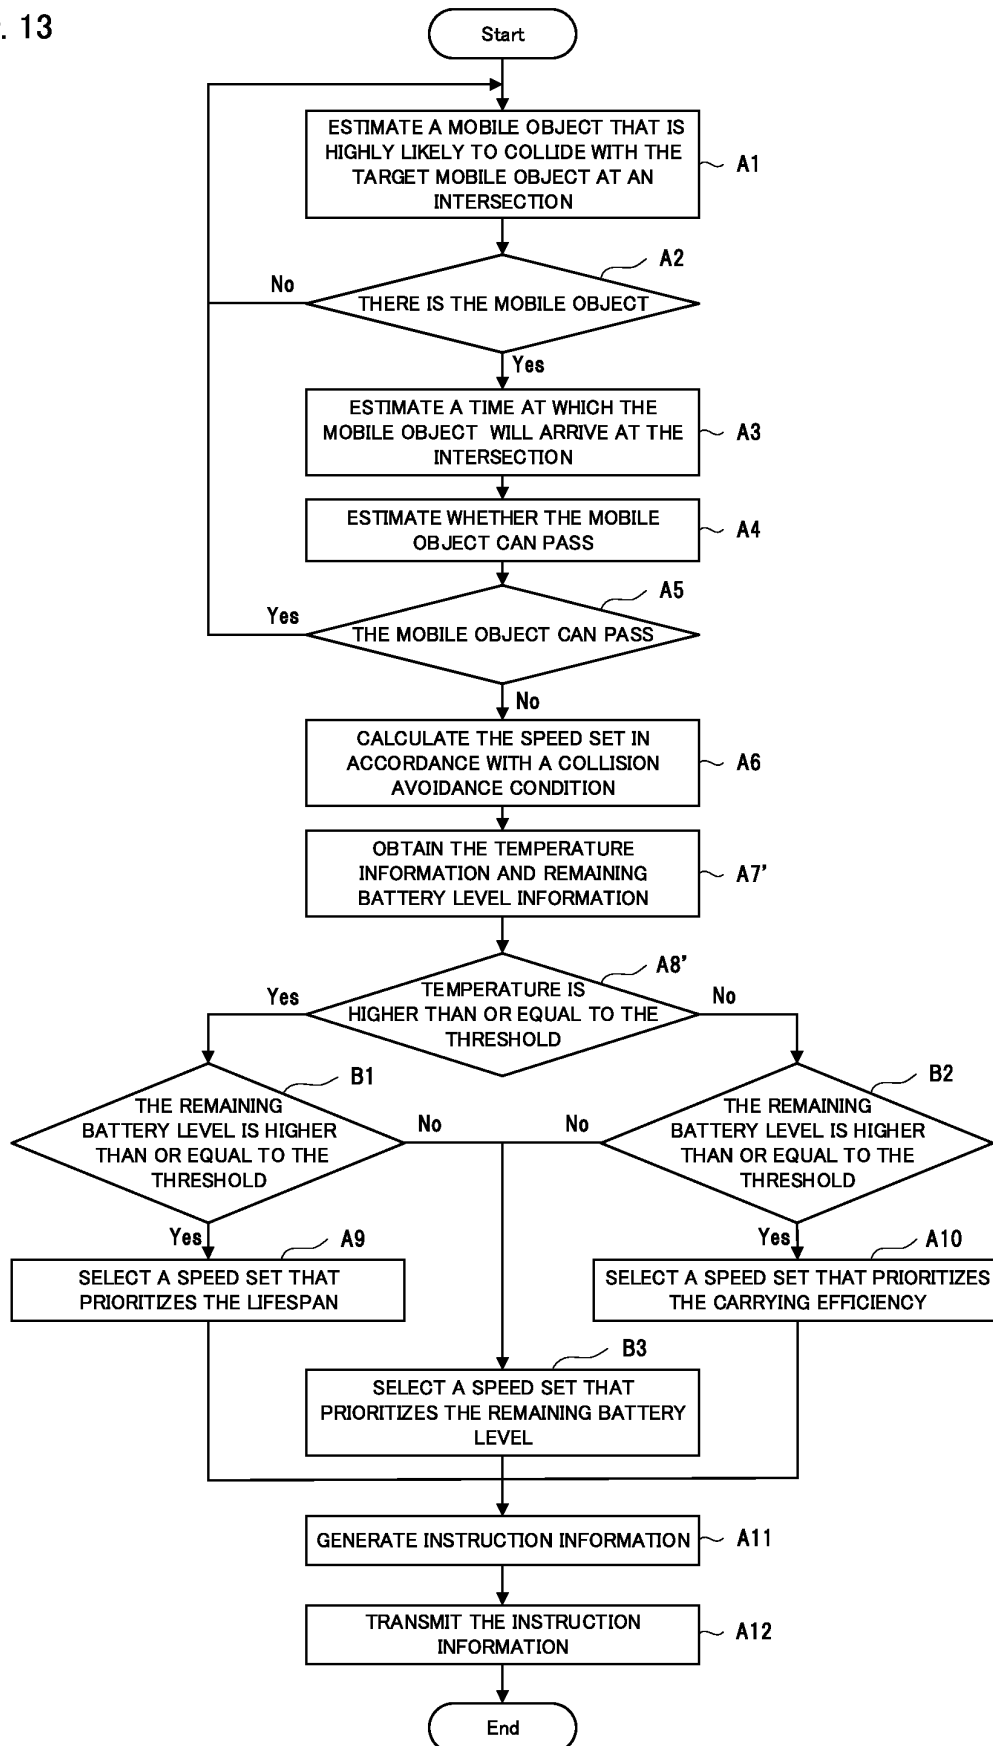 . 13
Start
ESTIMATE A MOBILE OBJECT THAT IS
HIGHLY LIKELY TO COLLIDE WITH THE
TARGET MOBILE OBJECT AT AN
INTERSECTION
A1
A2
No
THERE IS THE MOBILE OBJECT
Yes
ESTIMATE A TIME AT WHICH THE
MOBILE OBJECT WILL ARRIVE AT THE
INTERSECTION
A3
ESTIMATE WHETHER THE MOBILE
OBJECT CAN PASS
A4
A5
Yes
THE MOBILE OBJECT CAN PASS
No
CALCULATE THE SPEED SET IN
ACCORDANCE WITH A COLLISION
AVOIDANCE CONDITION
A6
OBTAIN THE TEMPERATURE
INFORMATION AND REMAINING
BATTERY LEVEL INFORMATION
A7'
A8'
Yes
No
TEMPERATURE IS
HIGHER THAN OR EQUAL TO THE
THRESHOLD
B1
THE REMAINING
BATTERY LEVEL IS HIGHER
THAN OR EQUAL TO THE
THRESHOLD
No
No
B2
THE REMAINING
BATTERY LEVEL IS HIGHER
THAN OR EQUAL TO THE
THRESHOLD
Yes
A9
SELECT A SPEED SET THAT
PRIORITIZES THE LIFESPAN
Yes
A10
SELECT A SPEED SET THAT PRIORITIZES
THE CARRYING EFFICIENCY
B3
SELECT A SPEED SET THAT
PRIORITIZES THE REMAINING BATTERY
LEVEL
GENERATE INSTRUCTION INFORMATION
A11
TRANSMIT THE INSTRUCTION
INFORMATION
A12
End